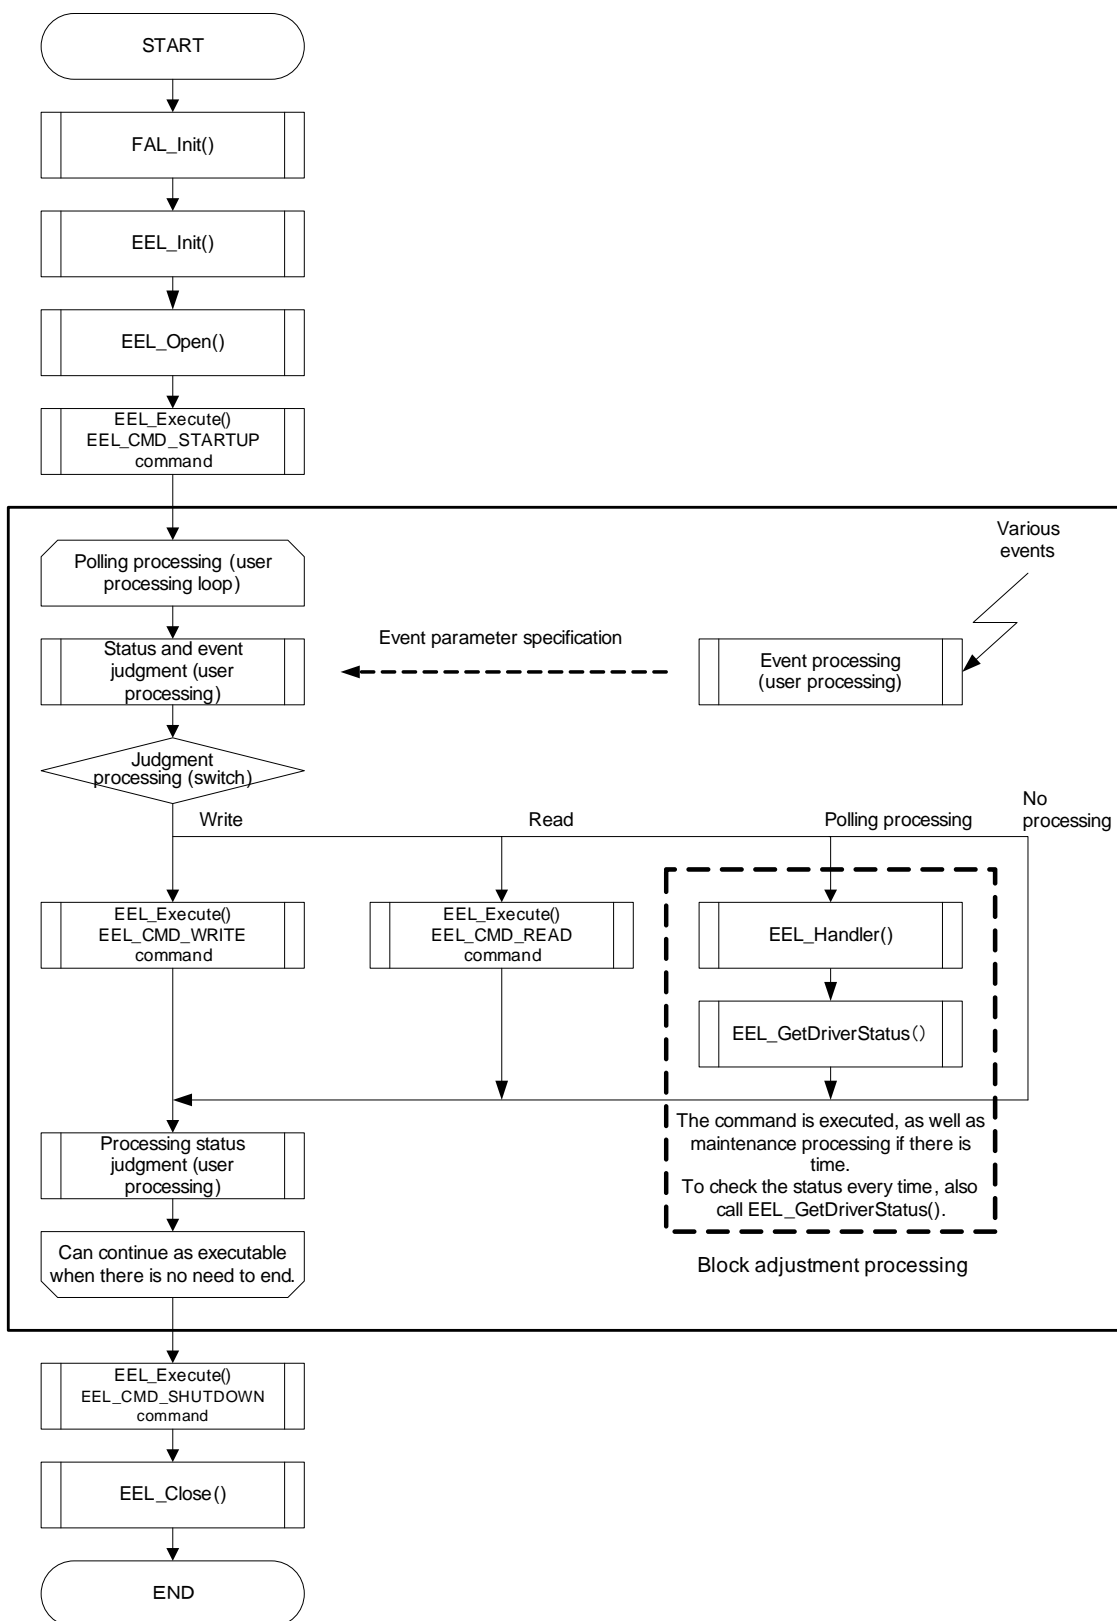 START
FAL_Init()
EEL_Init()
EEL_Open()
EEL_Execute()
EEL_CMD_STARTUP
command
Various
events
Polling processing (user
processing loop)
Status and event
judgment (user
processing)
Event parameter specification
Event processing
(user processing)
Judgment
processing (switch)
Write
Read
Polling processing
No
processing
EEL_Execute()
EEL_CMD_WRITE
command
EEL_Execute()
EEL_CMD_READ
command
EEL_Handler()
EEL_GetDriverStatus()
The command is executed, as well as
maintenance processing if there is
time.
To check the status every time, also
call EEL_GetDriverStatus().
Block adjustment processing
Processing status
judgment (user
processing)
Can continue as executable
when there is no need to end.
EEL_Execute()
EEL_CMD_SHUTDOWN
command
EEL_Close()
END